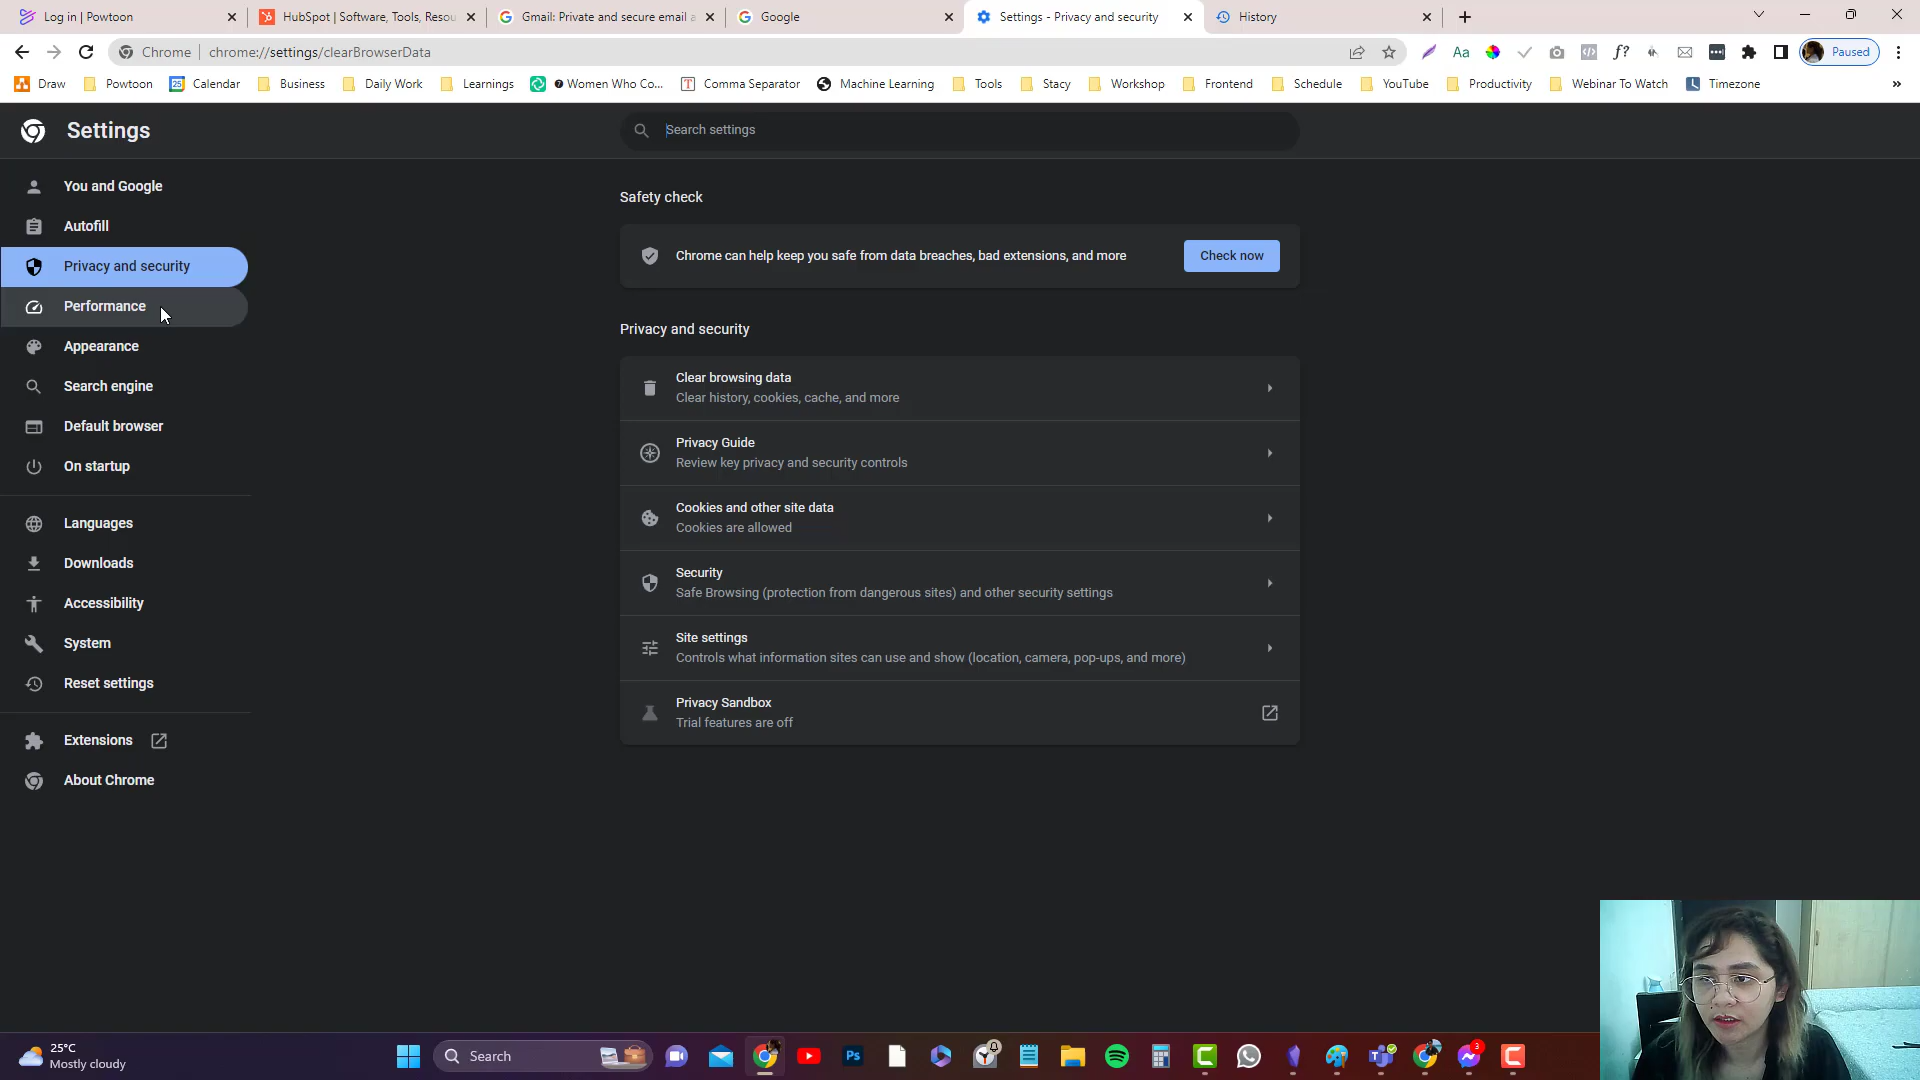 Log in | Powtoon
HubSpot | Software, Tools, Resou
Gmail: Private and secure email a
Google
Settings - Privacy and security
History
Chrome
chrome://settings/clearBrowserData
Aa
f?
Paused
Draw
Powtoon
25
Calendar
Business
Daily Work
Learnings
Women Who Co...
T
Comma Separator
Machine Learning
Tools
Stacy
Workshop
Frontend
Schedule
YouTube
Productivity
Webinar To Watch
Timezone
»
Settings
Search settings
You and Google
Autofill
Privacy and security
Performance
Appearance
Search engine
Default browser
On startup
Languages
Downloads
Accessibility
System
Reset settings
Extensions
About Chrome
Safety check
Chrome can help keep you safe from data breaches, bad extensions, and more
Check now
Privacy and security
Clear browsing data
Clear history, cookies, cache, and more
Privacy Guide
Review key privacy and security controls
Cookies and other site data
Cookies are allowed
Security
Safe Browsing (protection from dangerous sites) and other security settings
Site settings
Controls what information sites can use and show (location, camera, pop-ups, and more)
Privacy Sandbox
Trial features are off
25°C
Mostly cloudy
Search
Ps
3